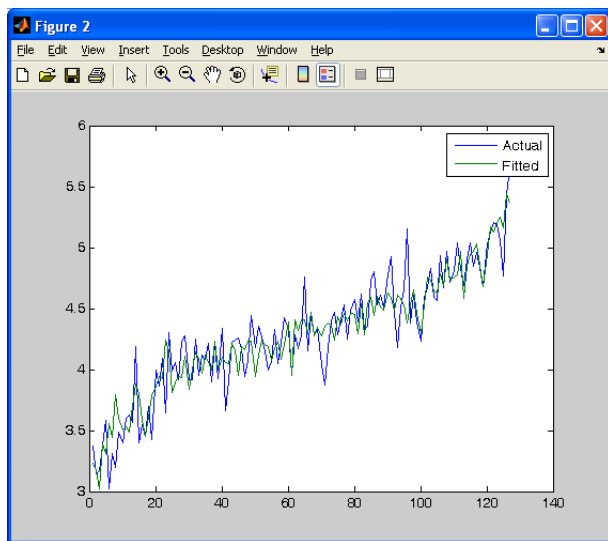 Figure 2
File Edit View Insert Tools Desktop Window Help
6
5.5
5
4.5
4
3.5
3
0 20 40 60 80 100 120 140
Actual
Fitted